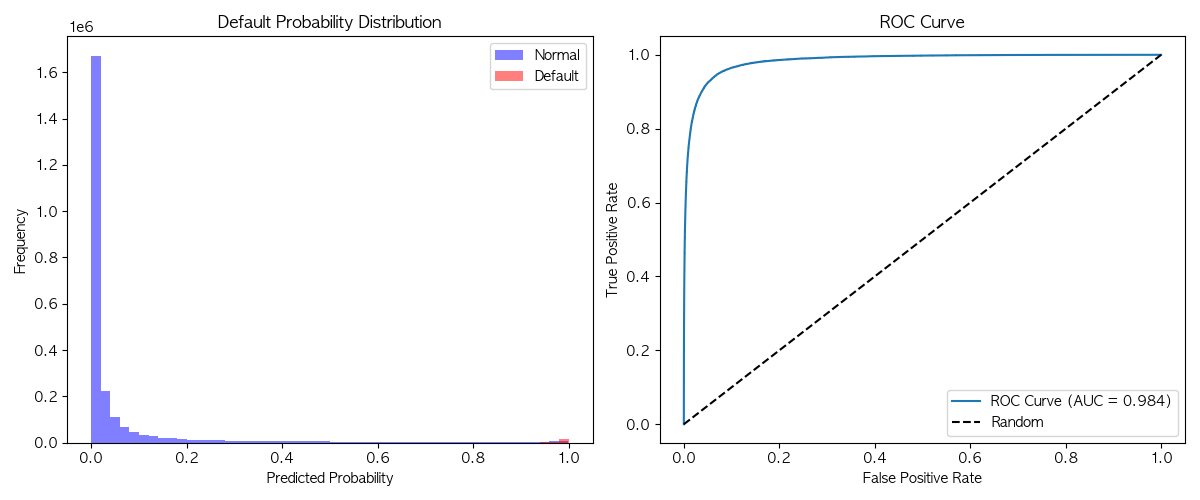 Default Probability Distribution
1e6
Normal
Default
1.6
1.4
1.2
1.0
0.8
0.6
0.4
0.2
0.0
Frequency
0.0 0.2 0.4 0.6 0.8 1.0
Predicted Probability
ROC Curve
1.0
0.8
0.6
0.4
0.2
0.0
True Positive Rate
ROC Curve (AUC = 0.984)
Random
0.0 0.2 0.4 0.6 0.8 1.0
False Positive Rate